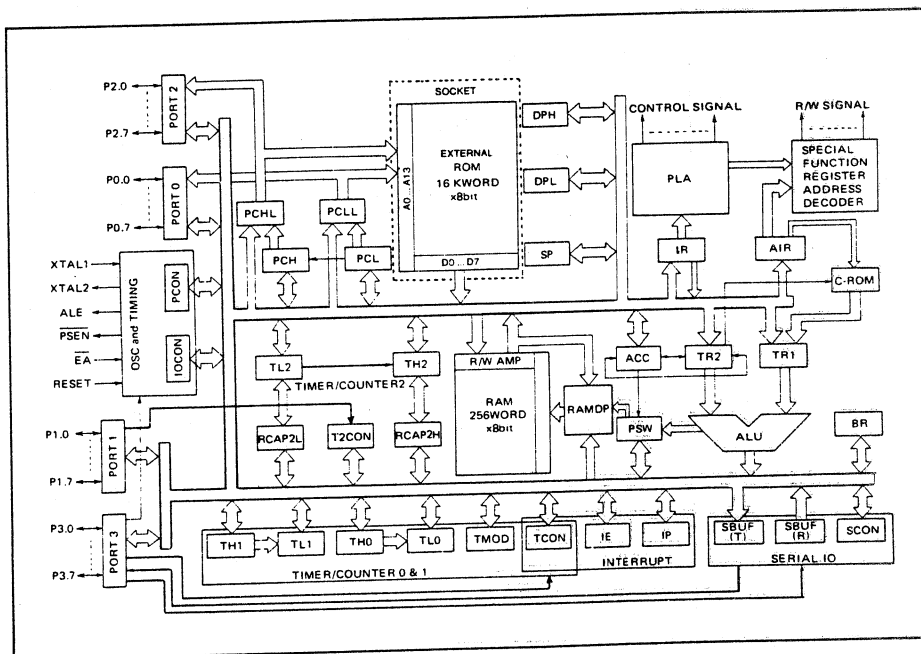 P2.0
P2.7
PORT 2
P0.0
P0.7
PORT 0
XTAL1
XTAL2
ALE
PSEN
EA
RESET
OSC and TIMING
PCON
IOCON
P1.0
P1.7
PORT 1
P3.0
P3.7
PORT 3
SOCKET
EXTERNAL
ROM
16 KWORD
x8bit
A0...A13
D0...D7
PCHL
PCLL
PCH
PCL
DPH
DPL
SP
CONTROL SIGNAL
PLA
R/W SIGNAL
SPECIAL
FUNCTION
REGISTER
ADDRESS
DECODER
IR
AIR
C-ROM
TL2
TH2
TIMER/COUNTER2
RCAP2L
T2CON
RCAP2H
R/W AMP
RAM
256WORD
x8bit
RAMDP
ACC
TR2
TR1
PSW
ALU
BR
TH1
TL1
TH0
TL0
TMOD
TCON
IE
IP
TIMER/COUNTER 0 & 1
INTERRUPT
SBUF
(T)
SBUF
(R)
SCON
SERIAL IO